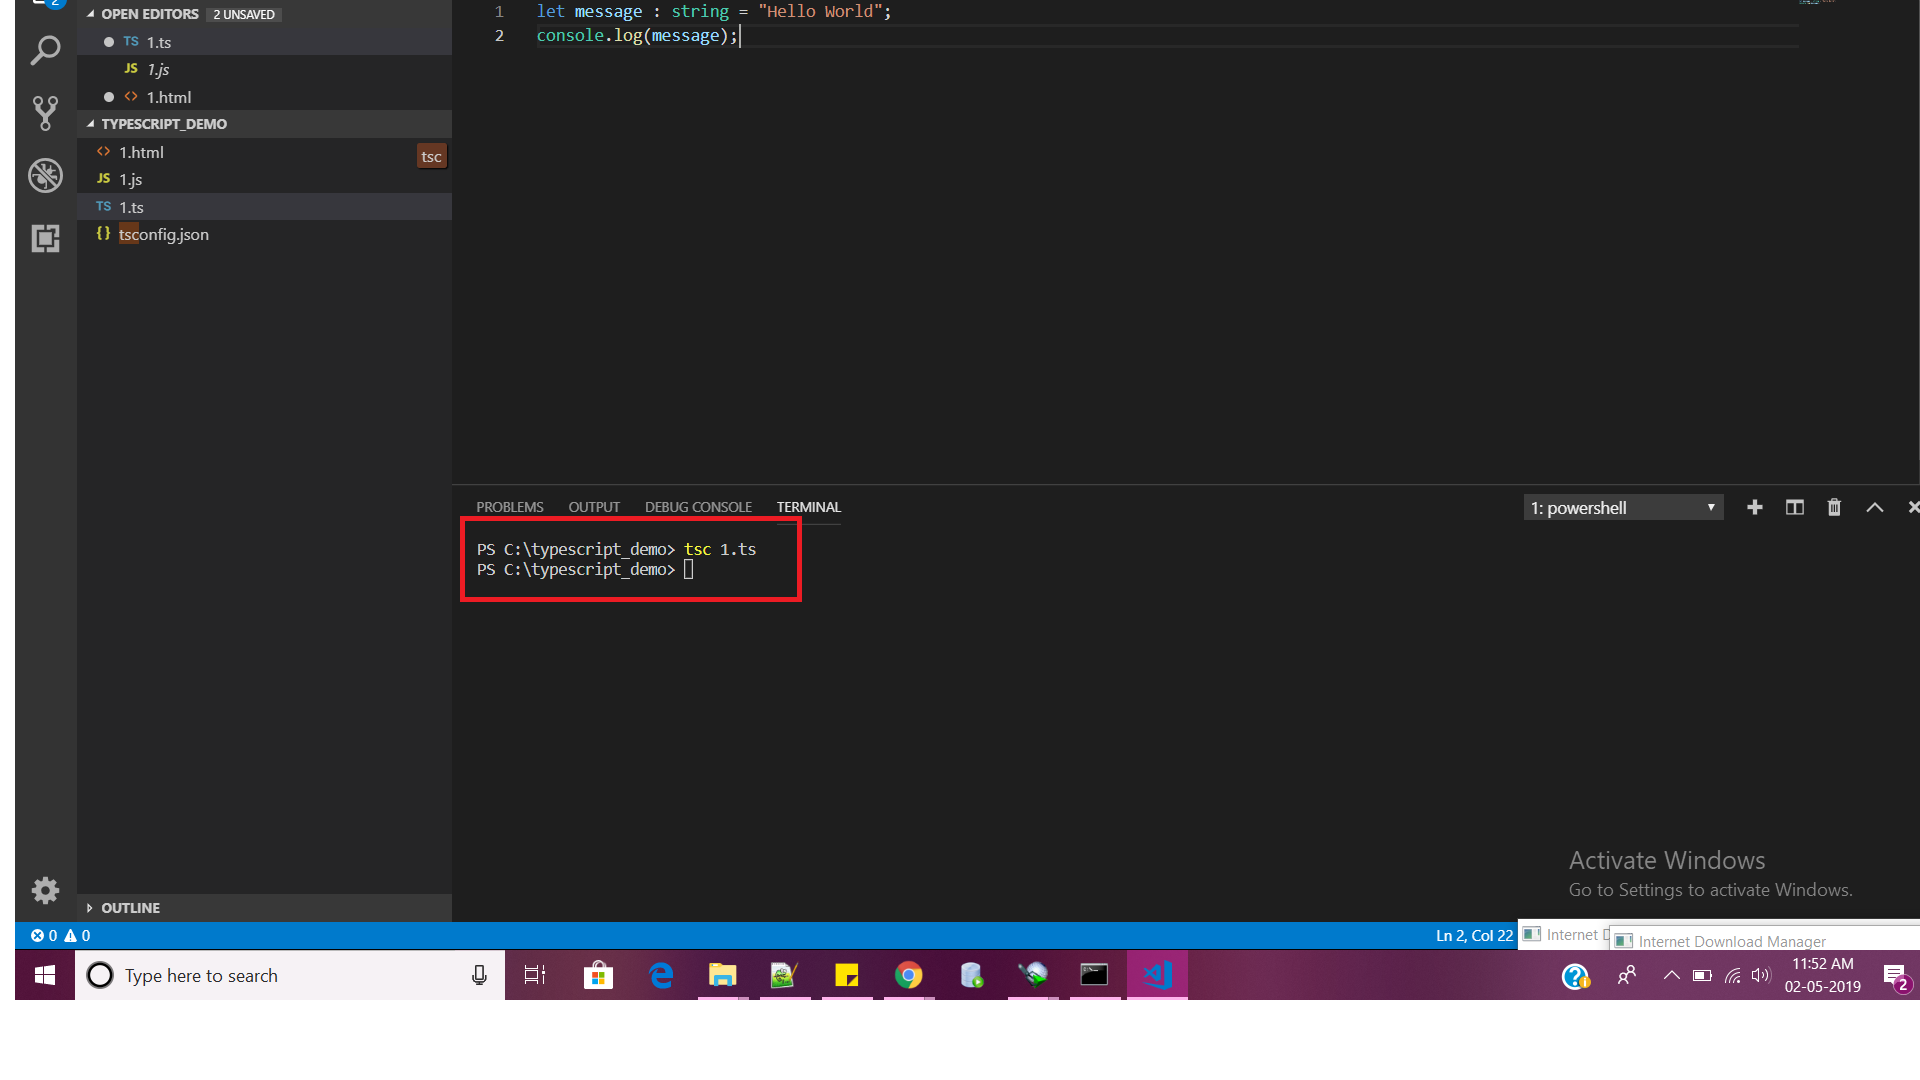 2
OPEN EDITORS 2 UNSAVED
TS 1.ts
JS 1.js
<> 1.html
TYPESCRIPT_DEMO
<> 1.html
tsc
JS 1.js
TS 1.ts
{} tsconfig.json
OUTLINE
1 let message : string = "Hello World";
2 console.log(message);
PROBLEMS OUTPUT DEBUG CONSOLE TERMINAL
1: powershell
PS C:\typescript_demo> tsc 1.ts
PS C:\typescript_demo>
Activate Windows
Go to Settings to activate Windows.
0 0
Ln 2, Col 22
Internet D
Internet Download Manager
Type here to search
11:52 AM
02-05-2019
2